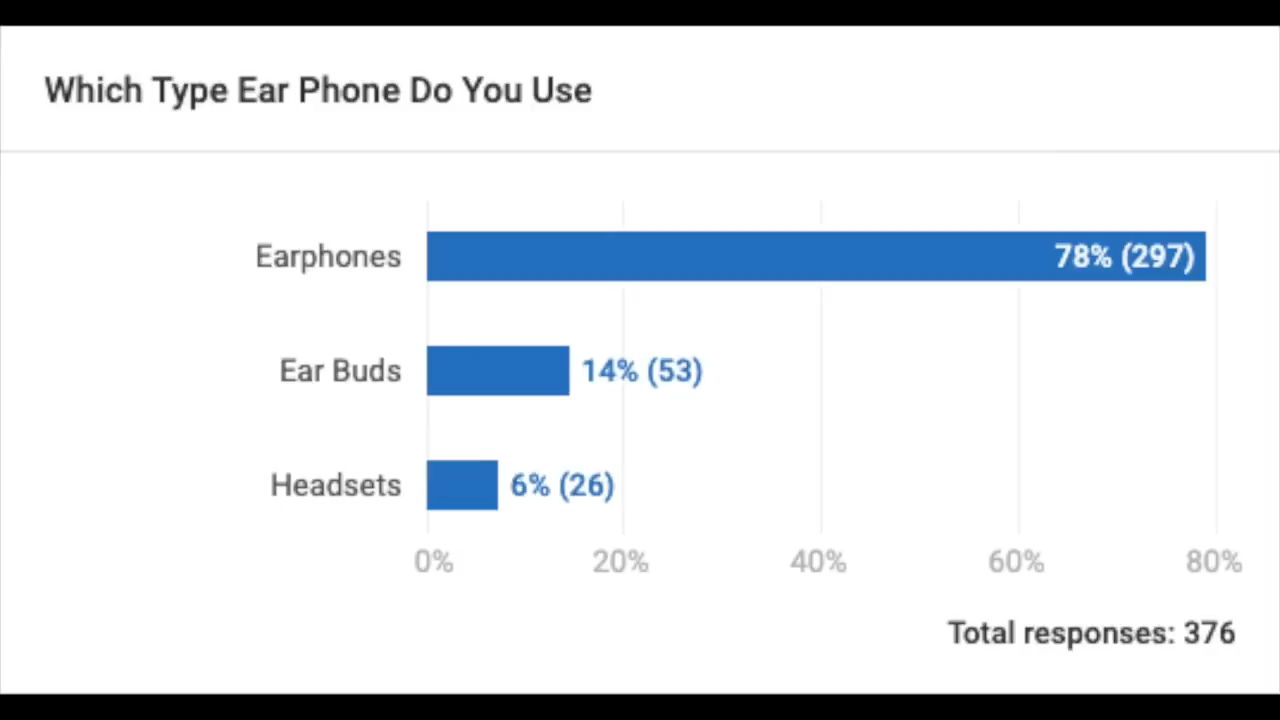 Which Type Ear Phone Do You Use
Earphones 78% (297)
Ear Buds 14% (53)
Headsets 6% (26)
0% 20% 40% 60% 80%
Total responses: 376